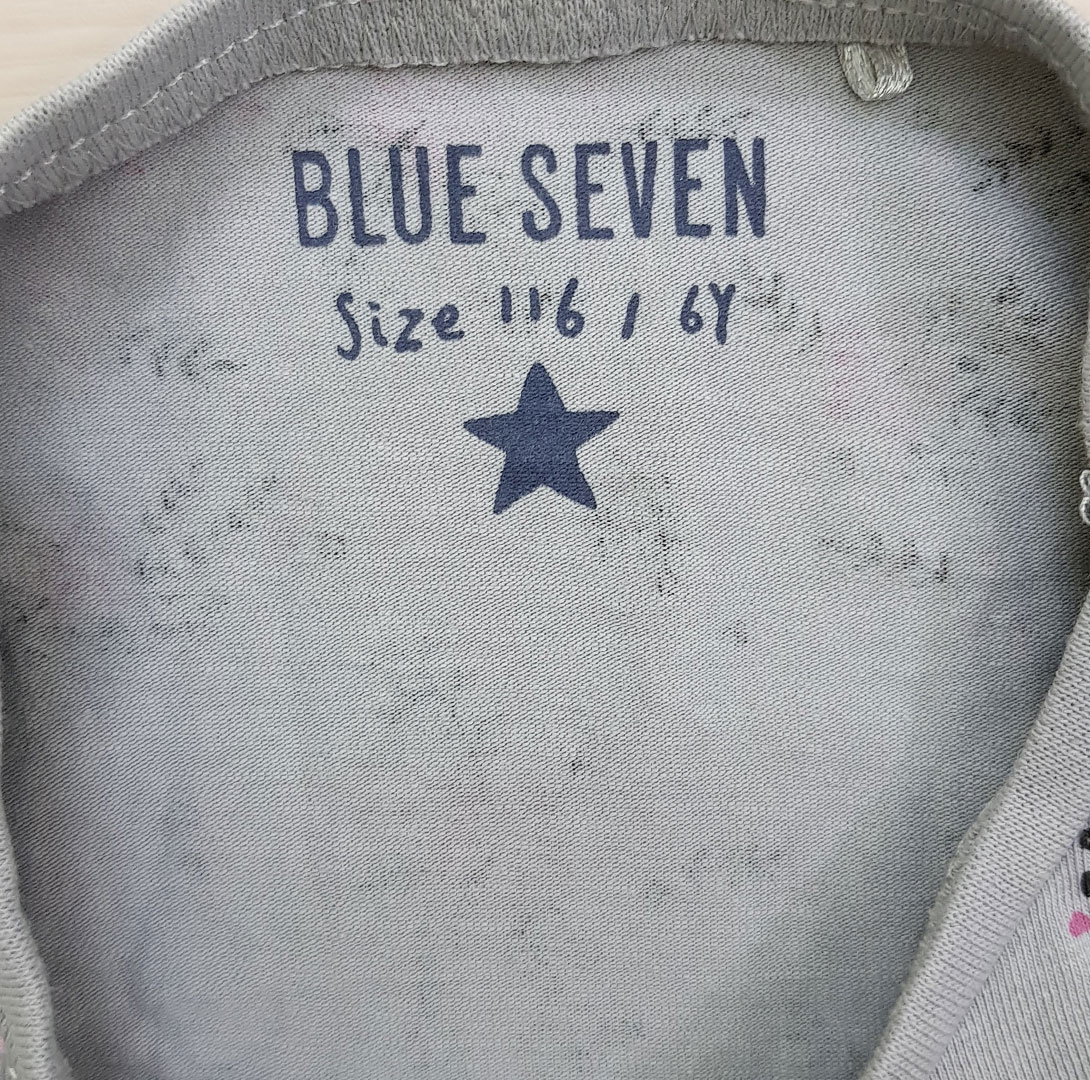 BLUE SEVEN
Size 116 / 6Y